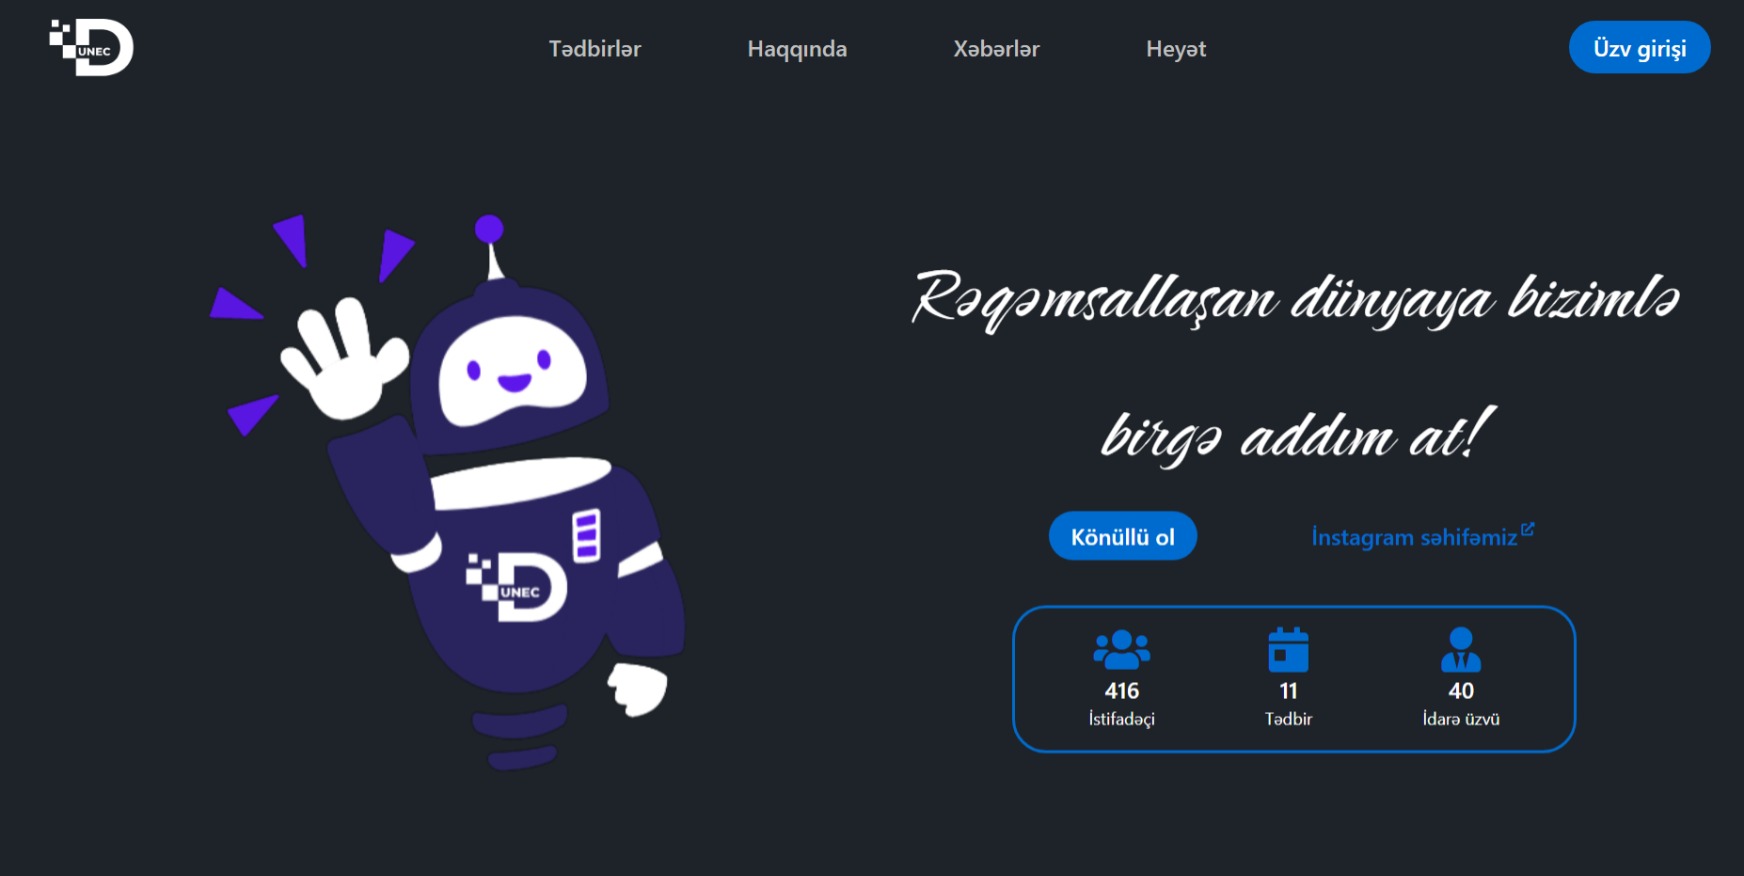 UNEC
Tədbirlər
Haqqında
Xəbərlər
Heyət
Üzv girişi
Rəqəmsallaşan dünyaya bizimlə
birgə addım at!
Könüllü ol
İnstagram səhifəmiz
416
İstifadəçi
11
Tədbir
40
İdarə üzvü
UNEC